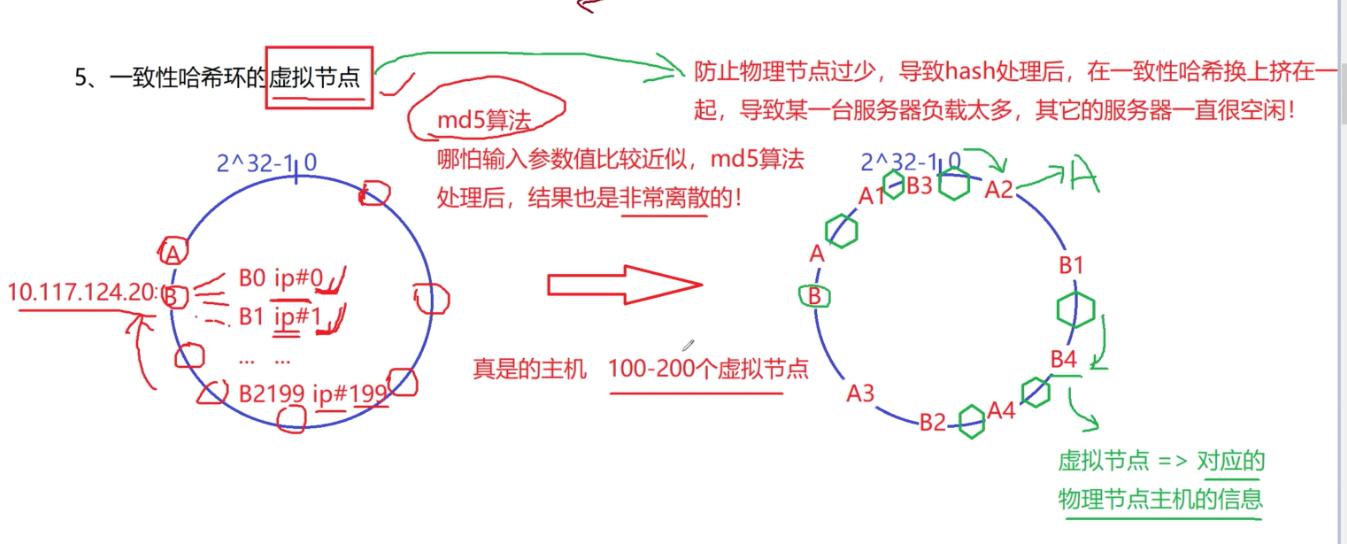 5、一致性哈希环的虚拟节点
防止物理节点过少，导致hash处理后，在一致性哈希换上挤在一
起，导致某一台服务器负载太多，其它的服务器一直很空闲！
md5算法
哪怕输入参数值比较近似，md5算法
处理后，结果也是非常离散的！
2^32-1 0
A
10.117.124.20:B
B0 ip#0
B1 ip#1
... ...
B2199 ip#199
真是的主机 100-200个虚拟节点
2^32-1 0
A1 B3 A2 A
A B1
B
B4
A3 A4
B2
虚拟节点 => 对应的
物理节点主机的信息